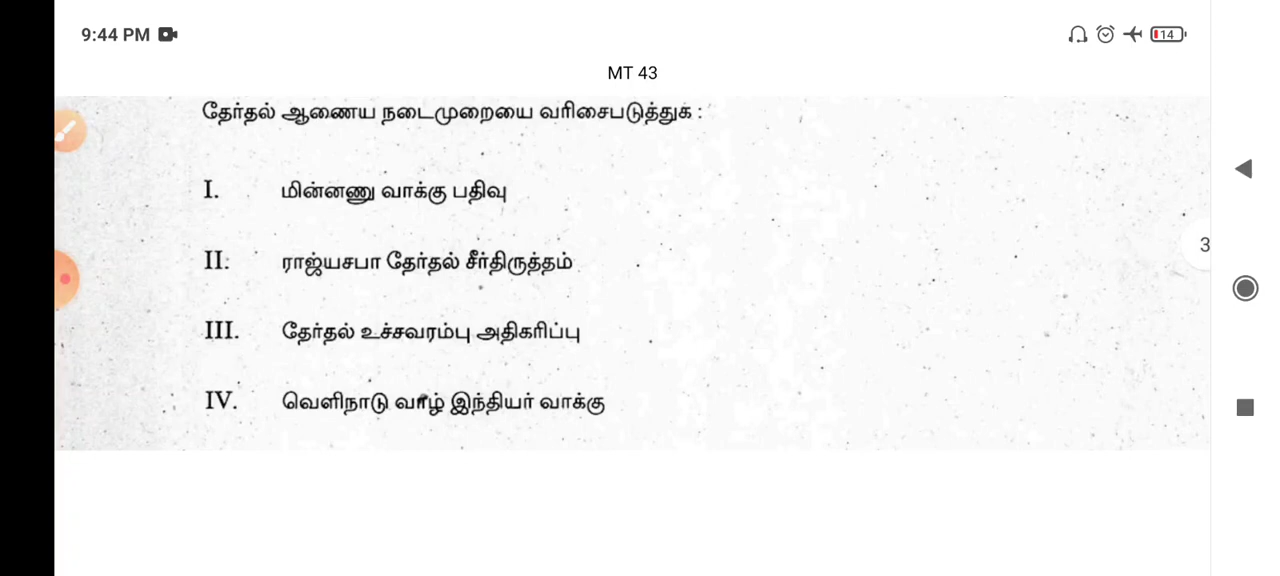 9:44 PM
14
MT 43
தேர்தல் ஆணைய நடைமுறையை வரிசைபடுத்துக :
I. மின்னணு வாக்கு பதிவு
II. ராஜ்யசபா தேர்தல் சீர்திருத்தம்
3
III. தேர்தல் உச்சவரம்பு அதிகரிப்பு
IV. வெளிநாடு வாழ் இந்தியர் வாக்கு